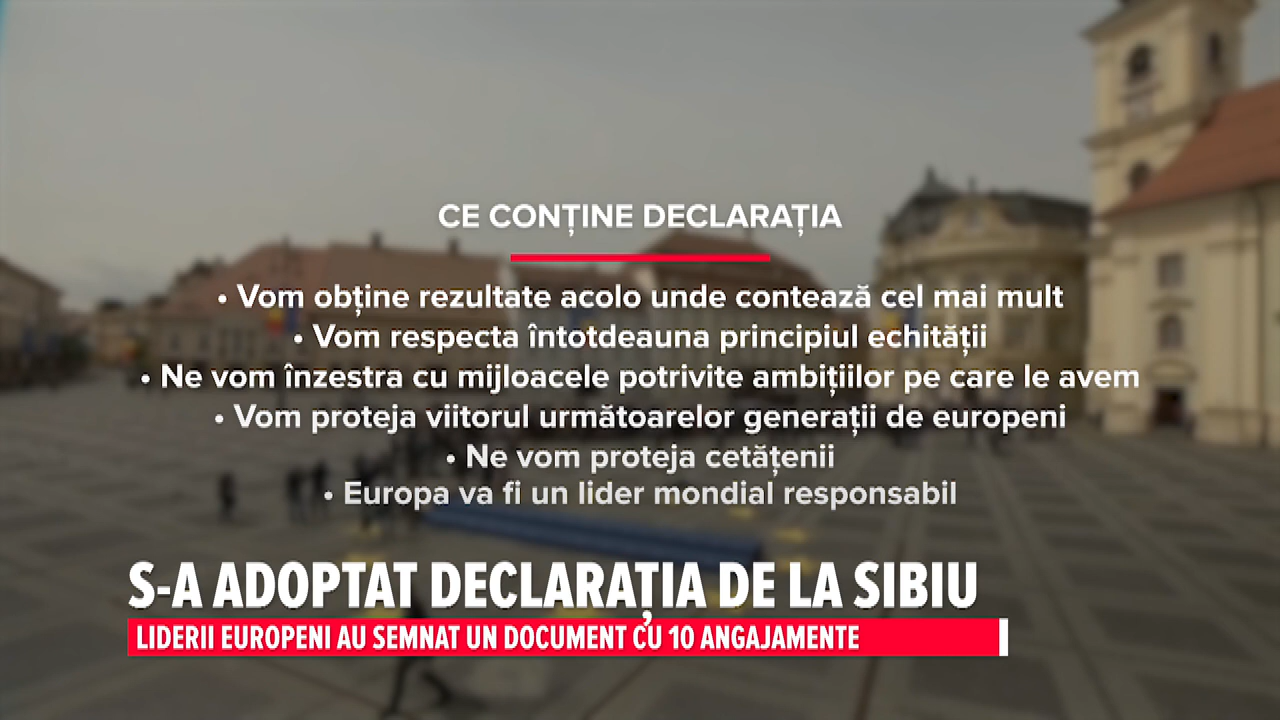 CE CONȚINE DECLARAȚIA
• Vom obține rezultate acolo unde contează cel mai mult
• Vom respecta întotdeauna principiul echității
• Ne vom înzestra cu mijloacele potrivite ambițiilor pe care le avem
• Vom proteja viitorul următoarelor generații de europeni
• Ne vom proteja cetățenii
• Europa va fi un lider mondial responsabil
S-A ADOPTAT DECLARAȚIA DE LA SIBIU
LIDERII EUROPENI AU SEMNAT UN DOCUMENT CU 10 ANGAJAMENTE